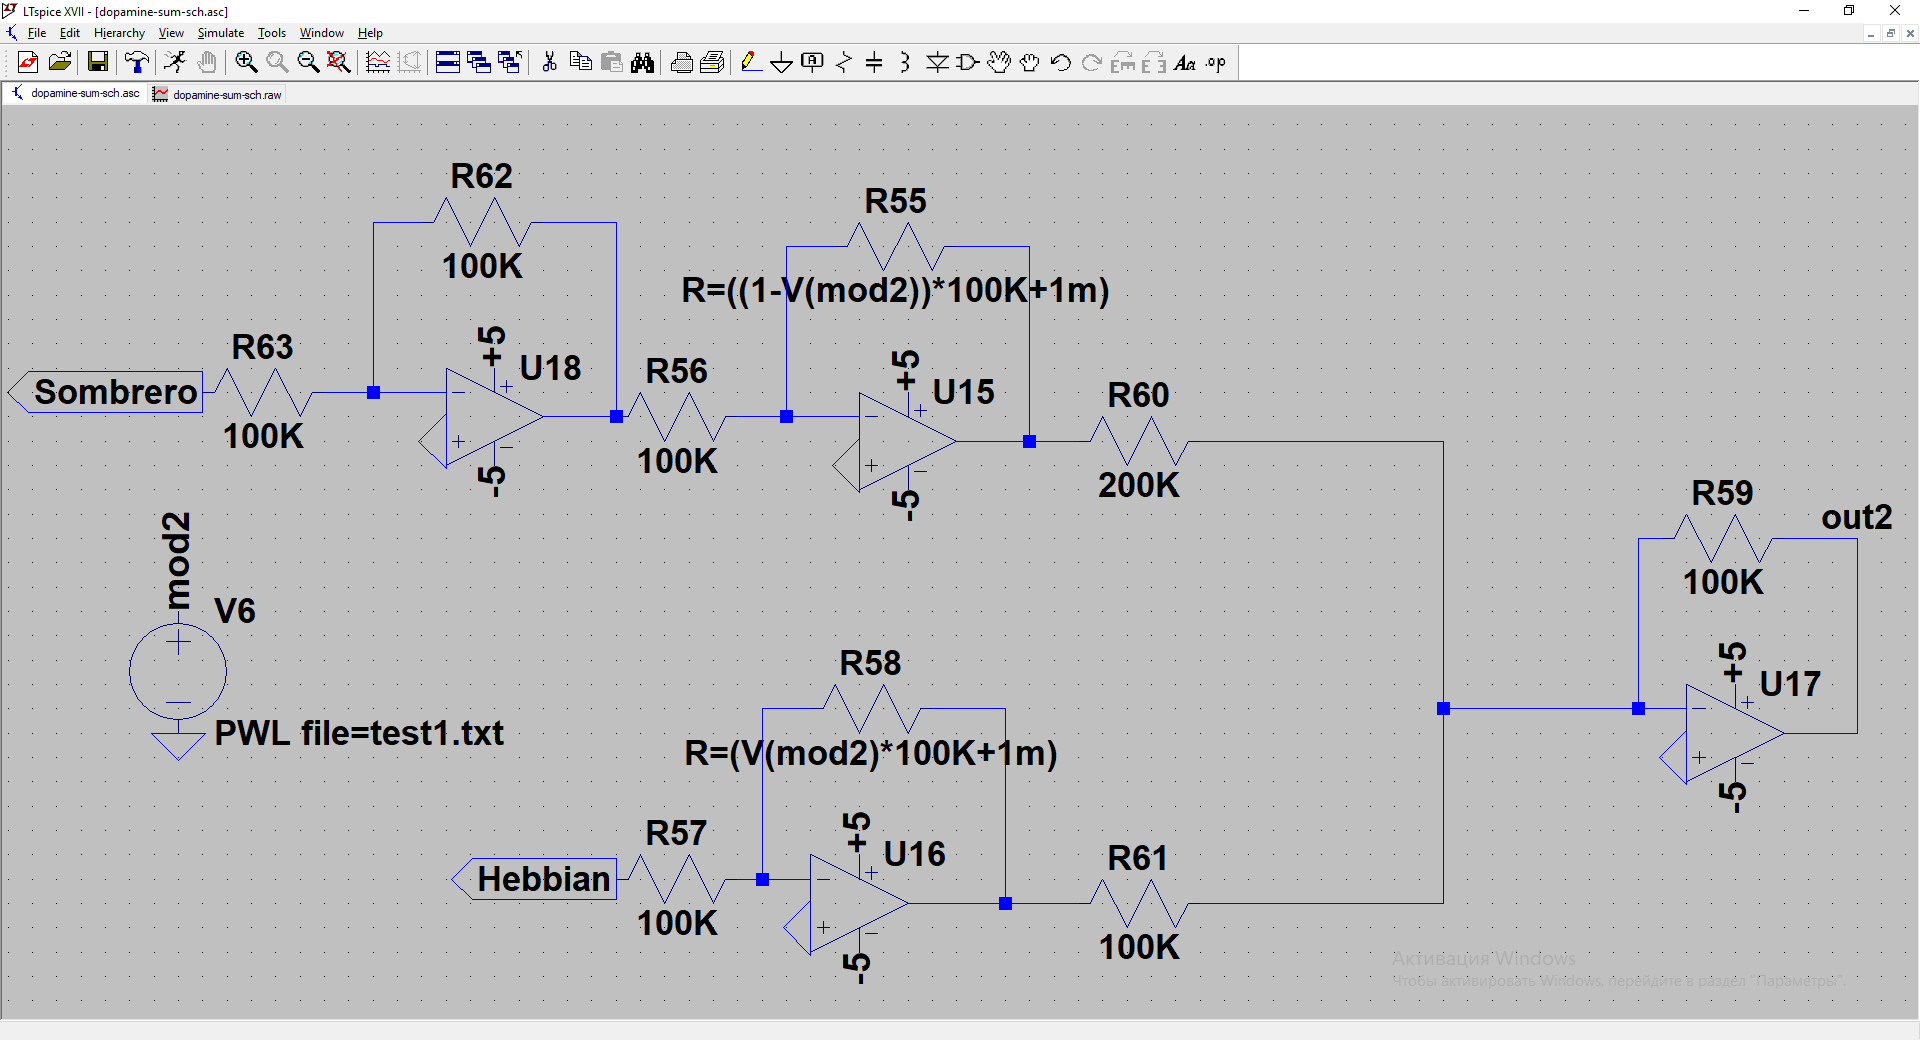 LTspice XVII - [dopamine-sum-sch.asc]
File Edit Hierarchy View Simulate Tools Window Help
dopamine-sum-sch.asc dopamine-sum-sch.raw
R62
100K
R55
R=((1-V(mod2))*100K+1m)
Sombrero
R63
100K
+5
U18
-5
R56
100K
+5
U15
-5
R60
200K
mod2
V6
PWL file=test1.txt
R59
100K
out2
+5
U17
-5
R58
R=(V(mod2)*100K+1m)
Hebbian
R57
100K
+5
U16
-5
R61
100K
Активация Windows
Чтобы активировать Windows, перейдите в раздел "Параметры".